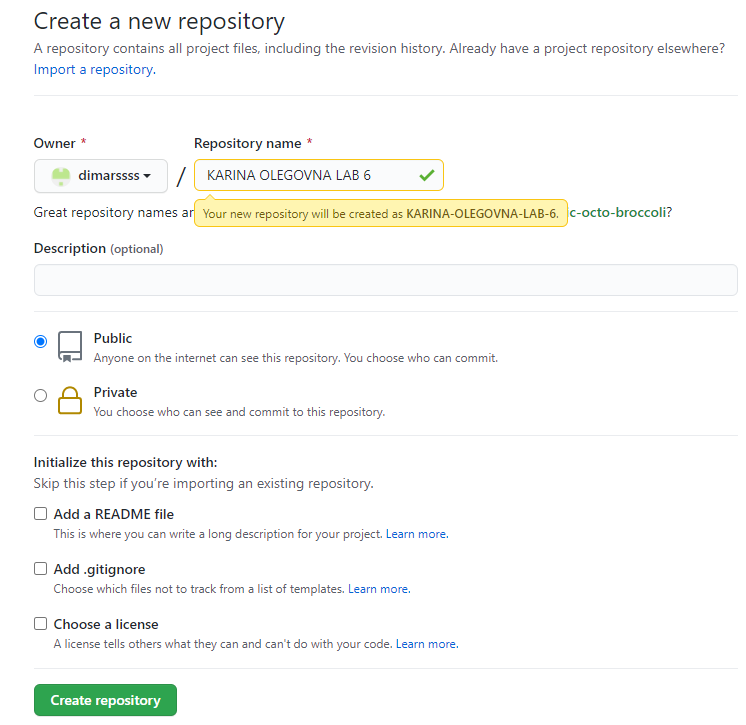 Create a new repository
A repository contains all project files, including the revision history. Already have a project repository elsewhere?
Import a repository.
Owner * Repository name *
dimarssss / KARINA OLEGOVNA LAB 6
Great repository names ar Your new repository will be created as KARINA-OLEGOVNA-LAB-6. c-octo-broccoli?
Description (optional)
Public
Anyone on the internet can see this repository. You choose who can commit.
Private
You choose who can see and commit to this repository.
Initialize this repository with:
Skip this step if you're importing an existing repository.
Add a README file
This is where you can write a long description for your project. Learn more.
Add .gitignore
Choose which files not to track from a list of templates. Learn more.
Choose a license
A license tells others what they can and can't do with your code. Learn more.
Create repository